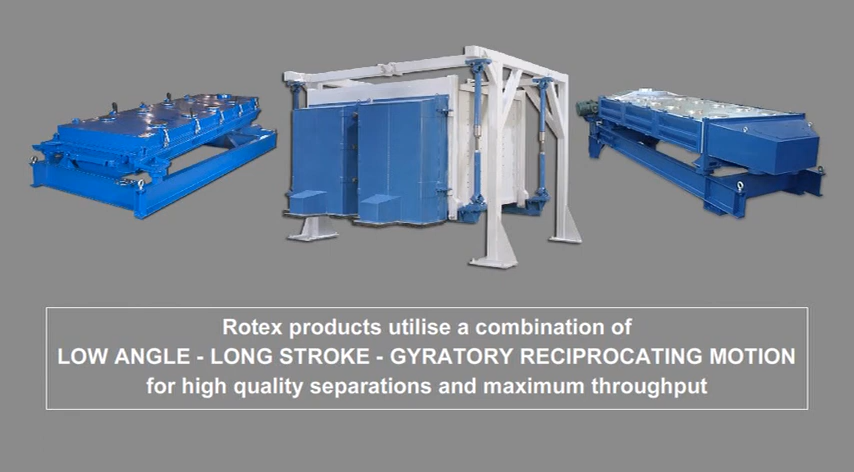 Rotex products utilise a combination of
LOW ANGLE - LONG STROKE - GYRATORY RECIPROCATING MOTION
for high quality separations and maximum throughput